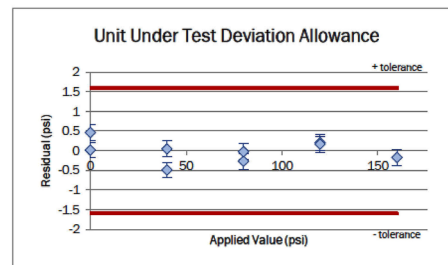 Unit Under Test Deviation Allowance
+ tolerance
2
1.5
1
0.5
0
-0.5
-1
-1.5
-2
0
50
100
150
Residual (psi)
- tolerance
Applied Value (psi)